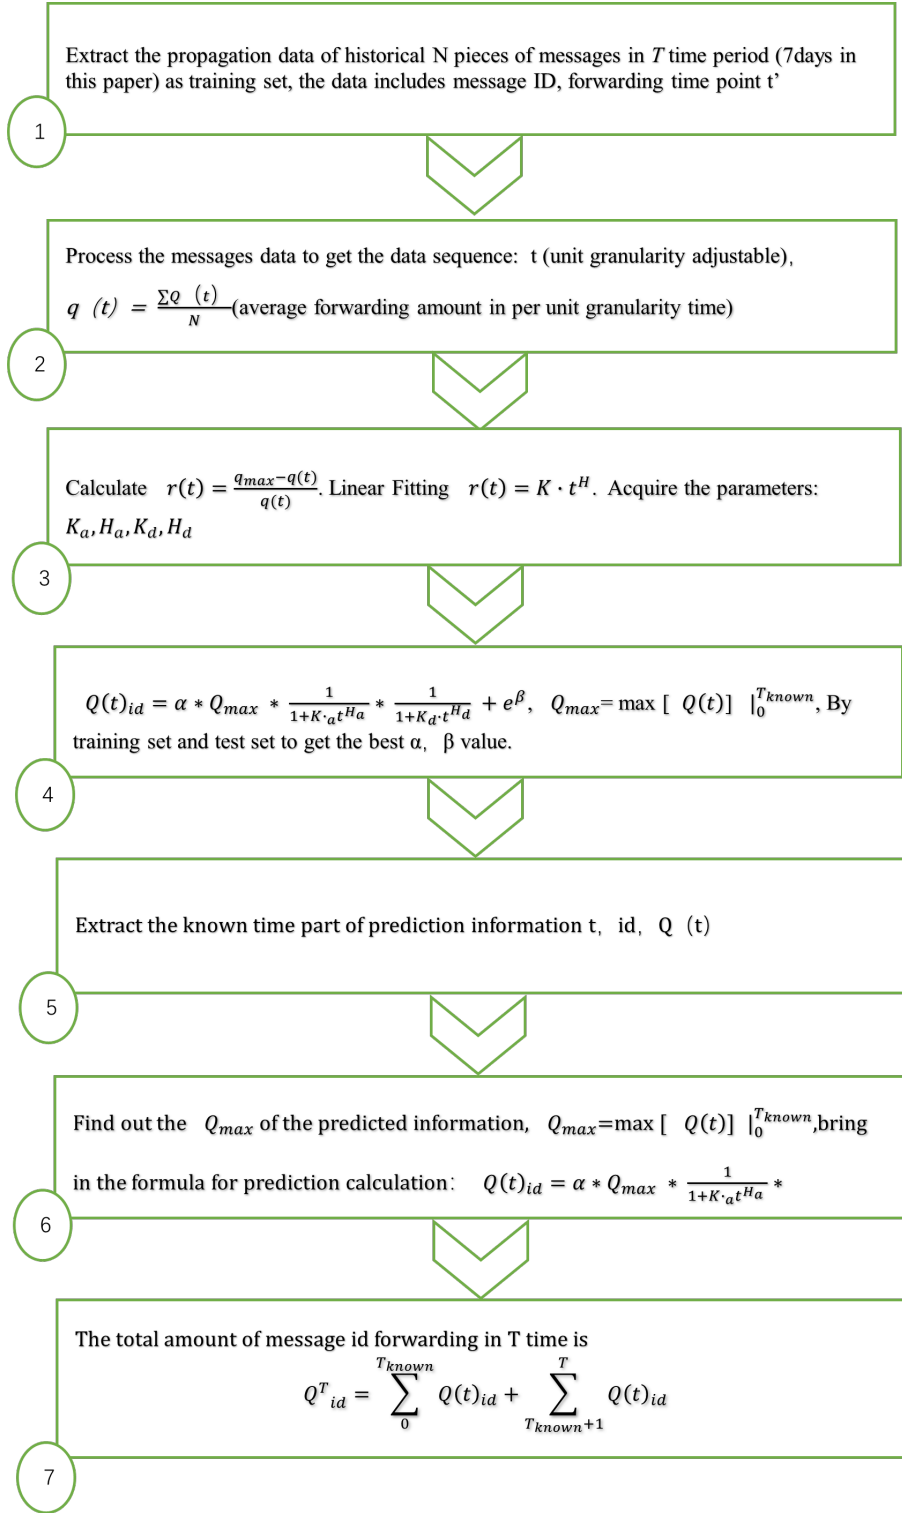 Extract the propagation data of historical N pieces of messages in T time period (7days in
this paper) as training set, the data includes message ID, forwarding time point t’
1
Process the messages data to get the data sequence: t (unit granularity adjustable),
q (t) = ∑Q (t) / N (average forwarding amount in per unit granularity time)
2
Calculate r(t) = (qmax−q(t)) / q(t). Linear Fitting r(t) = K · t^H. Acquire the parameters:
K_a, H_a, K_d, H_d
3
Q(t)_id = α * Q_max * 1/(1+K·_a t^(H_a)) * 1/(1+K_d·t^(H_d)) + e^β, Q_max= max [ Q(t)] |_0^(T_known), By
training set and test set to get the best α, β value.
4
Extract the known time part of prediction information t, id, Q (t)
5
Find out the Q_max of the predicted information, Q_max=max [ Q(t)] |_0^(T_known),bring
in the formula for prediction calculation: Q(t)_id = α * Q_max * 1/(1+K·_a t^(H_a)) *
6
The total amount of message id forwarding in T time is
Q^T_id = ∑_0^(T_known) Q(t)_id + ∑_(T_known+1)^T Q(t)_id
7